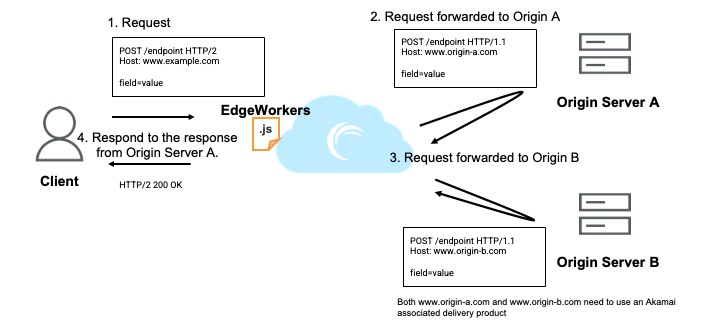 1. Request
POST /endpoint HTTP/2
Host: www.example.com
field=value
2. Request forwarded to Origin A
POST /endpoint HTTP/1.1
Host: www.origin-a.com
field=value
Origin Server A
EdgeWorkers
.js
4. Respond to the response
from Origin Server A.
Client
HTTP/2 200 OK
3. Request forwarded to Origin B
POST /endpoint HTTP/1.1
Host: www.origin-b.com
field=value
Origin Server B
Both www.origin-a.com and www.origin-b.com need to use an Akamai
associated delivery product